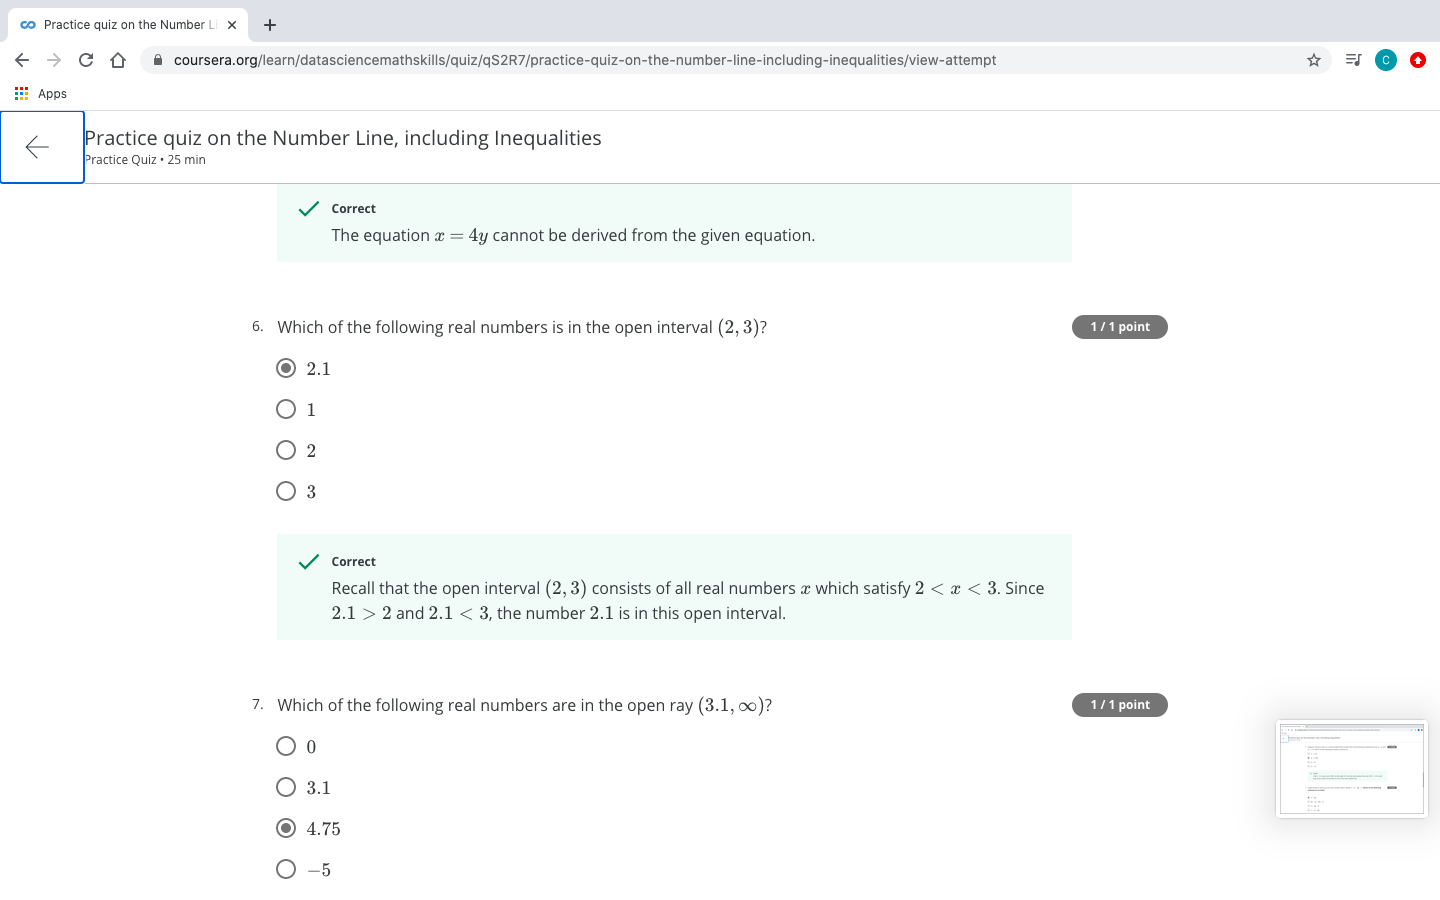 Practice quiz on the Number Li
coursera.org/learn/datasciencemathskills/quiz/qS2R7/practice-quiz-on-the-number-line-including-inequalities/view-attempt
C
Apps
Practice quiz on the Number Line, including Inequalities
Practice Quiz • 25 min
Correct
The equation x = 4y cannot be derived from the given equation.
6. Which of the following real numbers is in the open interval (2, 3)?
1 / 1 point
2.1
1
2
3
Correct
Recall that the open interval (2, 3) consists of all real numbers x which satisfy 2 < x < 3. Since
2.1 > 2 and 2.1 < 3, the number 2.1 is in this open interval.
7. Which of the following real numbers are in the open ray (3.1, ∞)?
1 / 1 point
0
3.1
4.75
−5